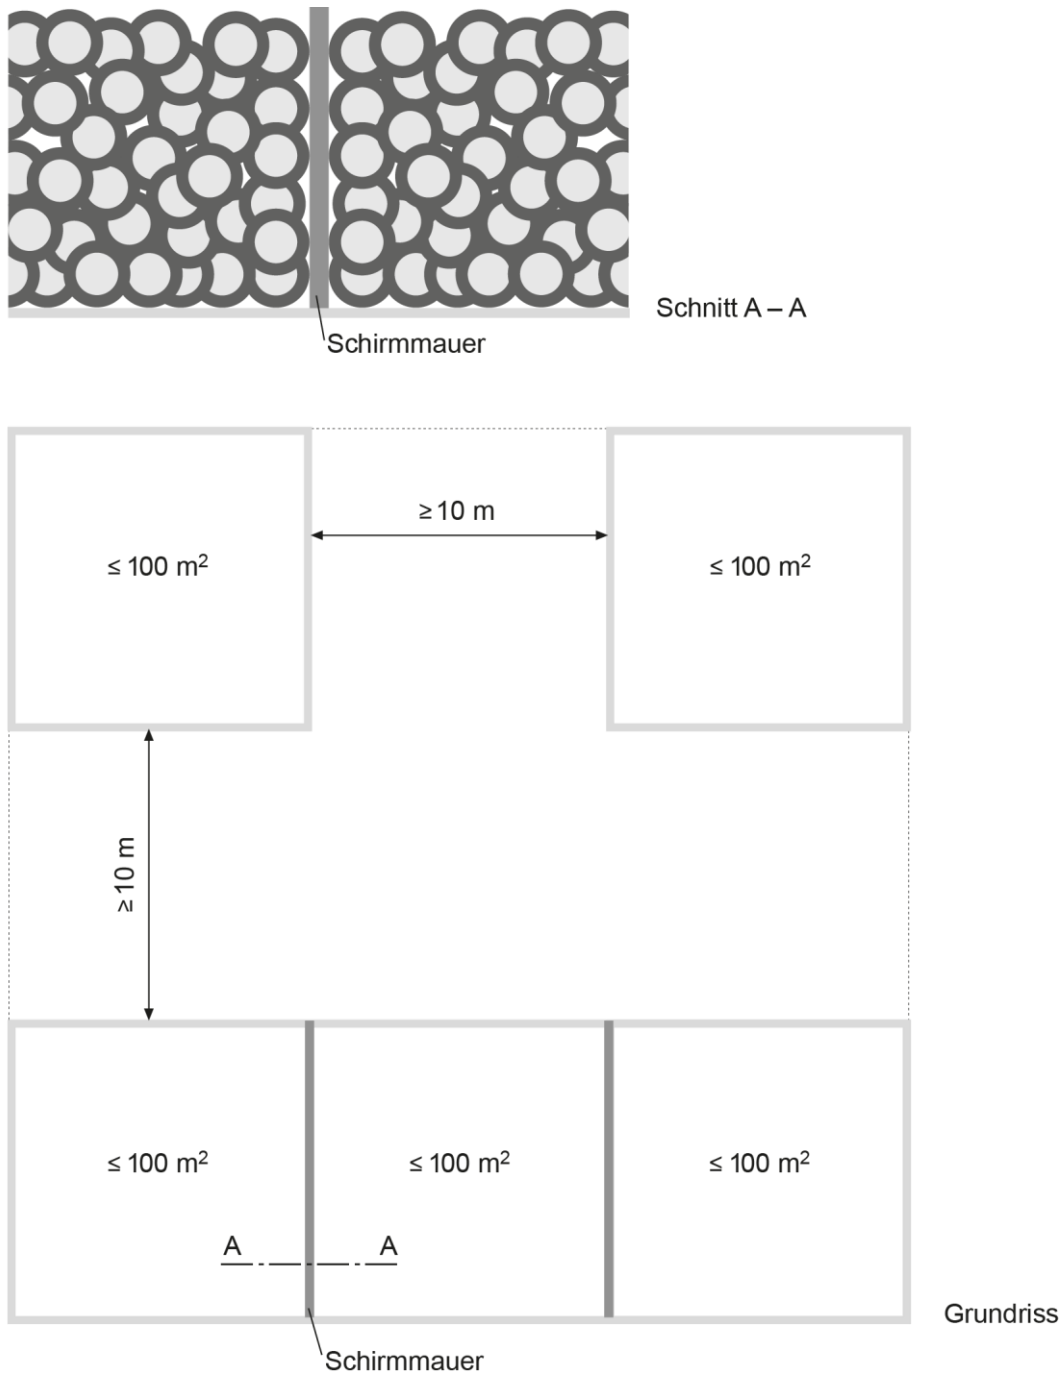 Schnitt A – A
Schirmmauer
≥ 10 m
≤ 100 m²
≤ 100 m²
≥ 10 m
≤ 100 m²
≤ 100 m²
≤ 100 m²
A
A
Grundriss
Schirmmauer